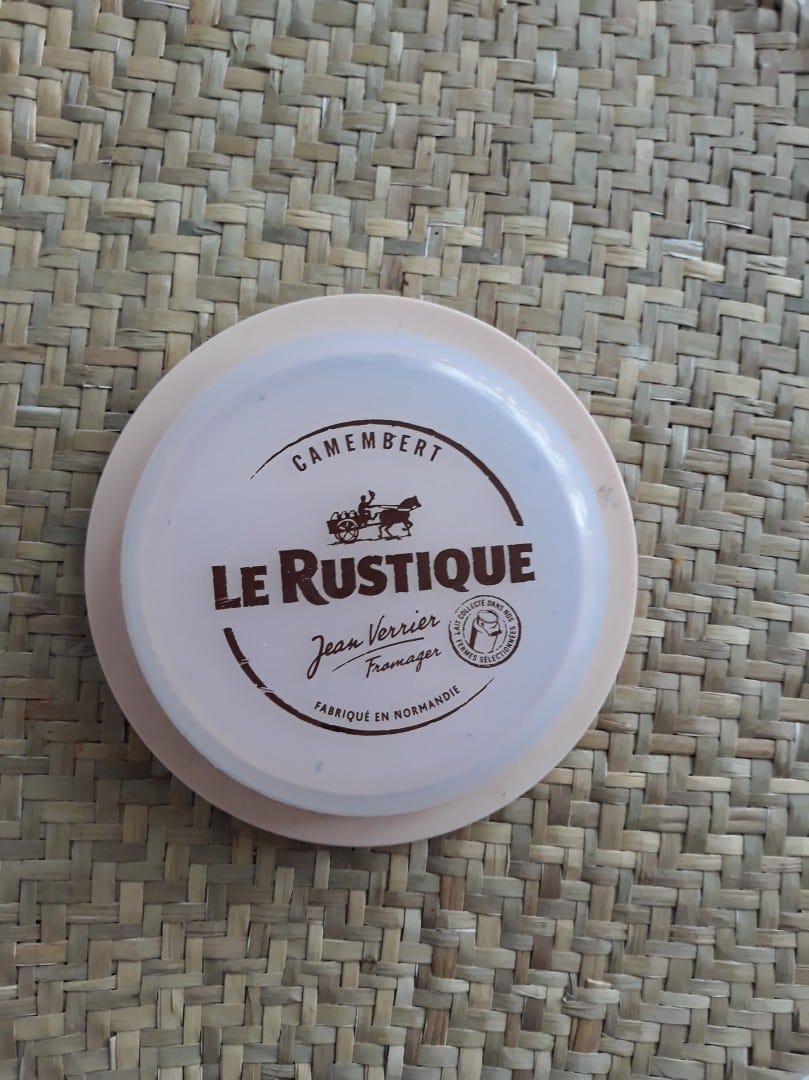 CAMEMBERT
LE RUSTIQUE
Jean Verrier
Fromager
LAIT COLLECTÉ DANS NOS
FERMES SÉLECTIONNÉES
FABRIQUÉ EN NORMANDIE